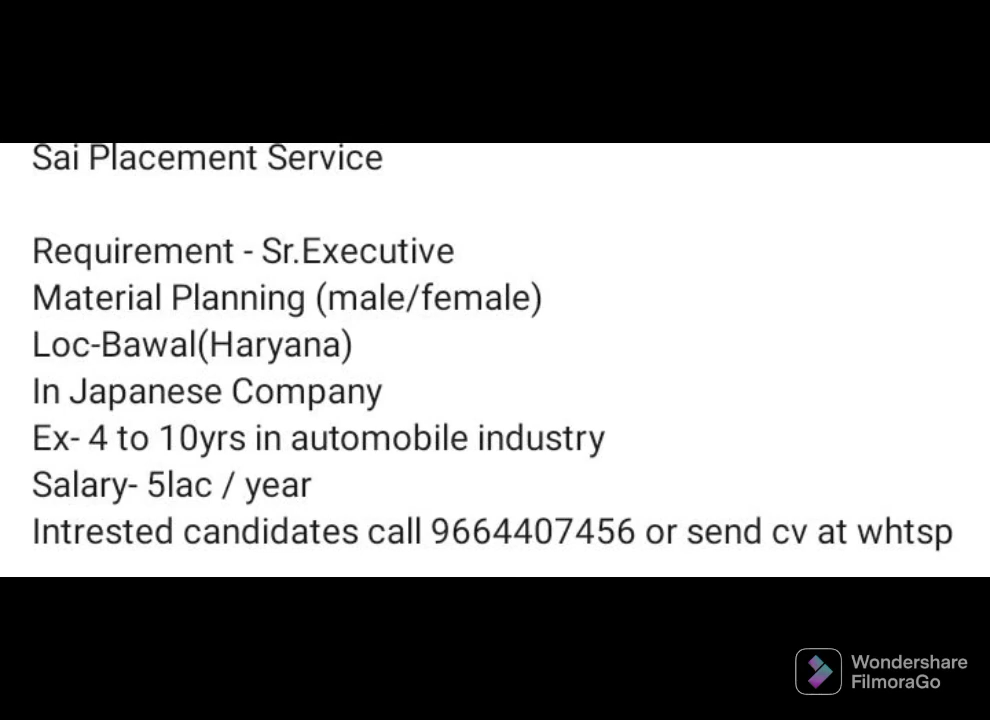 Sai Placement Service
Requirement - Sr.Executive
Material Planning (male/female)
Loc-Bawal(Haryana)
In Japanese Company
Ex- 4 to 10yrs in automobile industry
Salary- 5lac / year
Intrested candidates call 9664407456 or send cv at whtsp
Wondershare
FilmoraGo